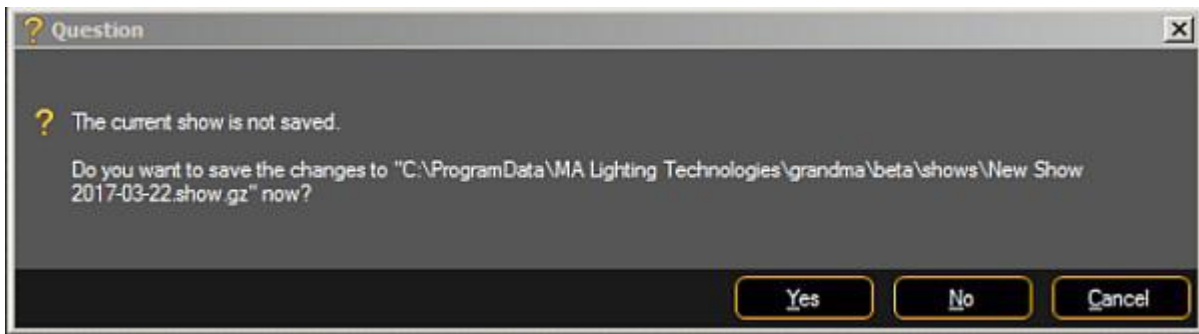 Question
The current show is not saved.
Do you want to save the changes to "C:\ProgramData\MA Lighting Technologies\grandma\beta\shows\New Show
2017-03-22.show.gz" now?
Yes
No
Cancel